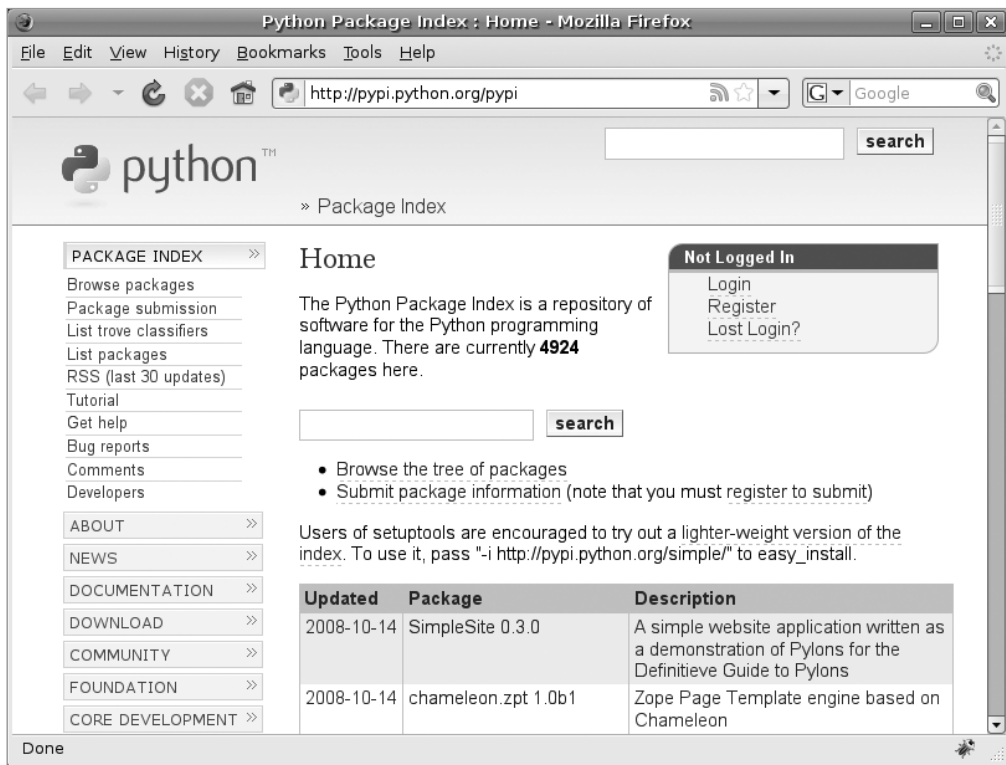 Python Package Index : Home - Mozilla Firefox
File Edit View History Bookmarks Tools Help
http://pypi.python.org/pypi
G Google
python™
search
» Package Index
PACKAGE INDEX »
Browse packages
Package submission
List trove classifiers
List packages
RSS (last 30 updates)
Tutorial
Get help
Bug reports
Comments
Developers
ABOUT »
NEWS »
DOCUMENTATION »
DOWNLOAD »
COMMUNITY »
FOUNDATION »
CORE DEVELOPMENT »
Home
The Python Package Index is a repository of
software for the Python programming
language. There are currently 4924
packages here.
Not Logged In
Login
Register
Lost Login?
search
• Browse the tree of packages
• Submit package information (note that you must register to submit)
Users of setuptools are encouraged to try out a lighter-weight version of the
index. To use it, pass "-i http://pypi.python.org/simple/" to easy_install.
Updated Package Description
2008-10-14 SimpleSite 0.3.0 A simple website application written as
a demonstration of Pylons for the
Definitieve Guide to Pylons
2008-10-14 chameleon.zpt 1.0b1 Zope Page Template engine based on
Chameleon
Done